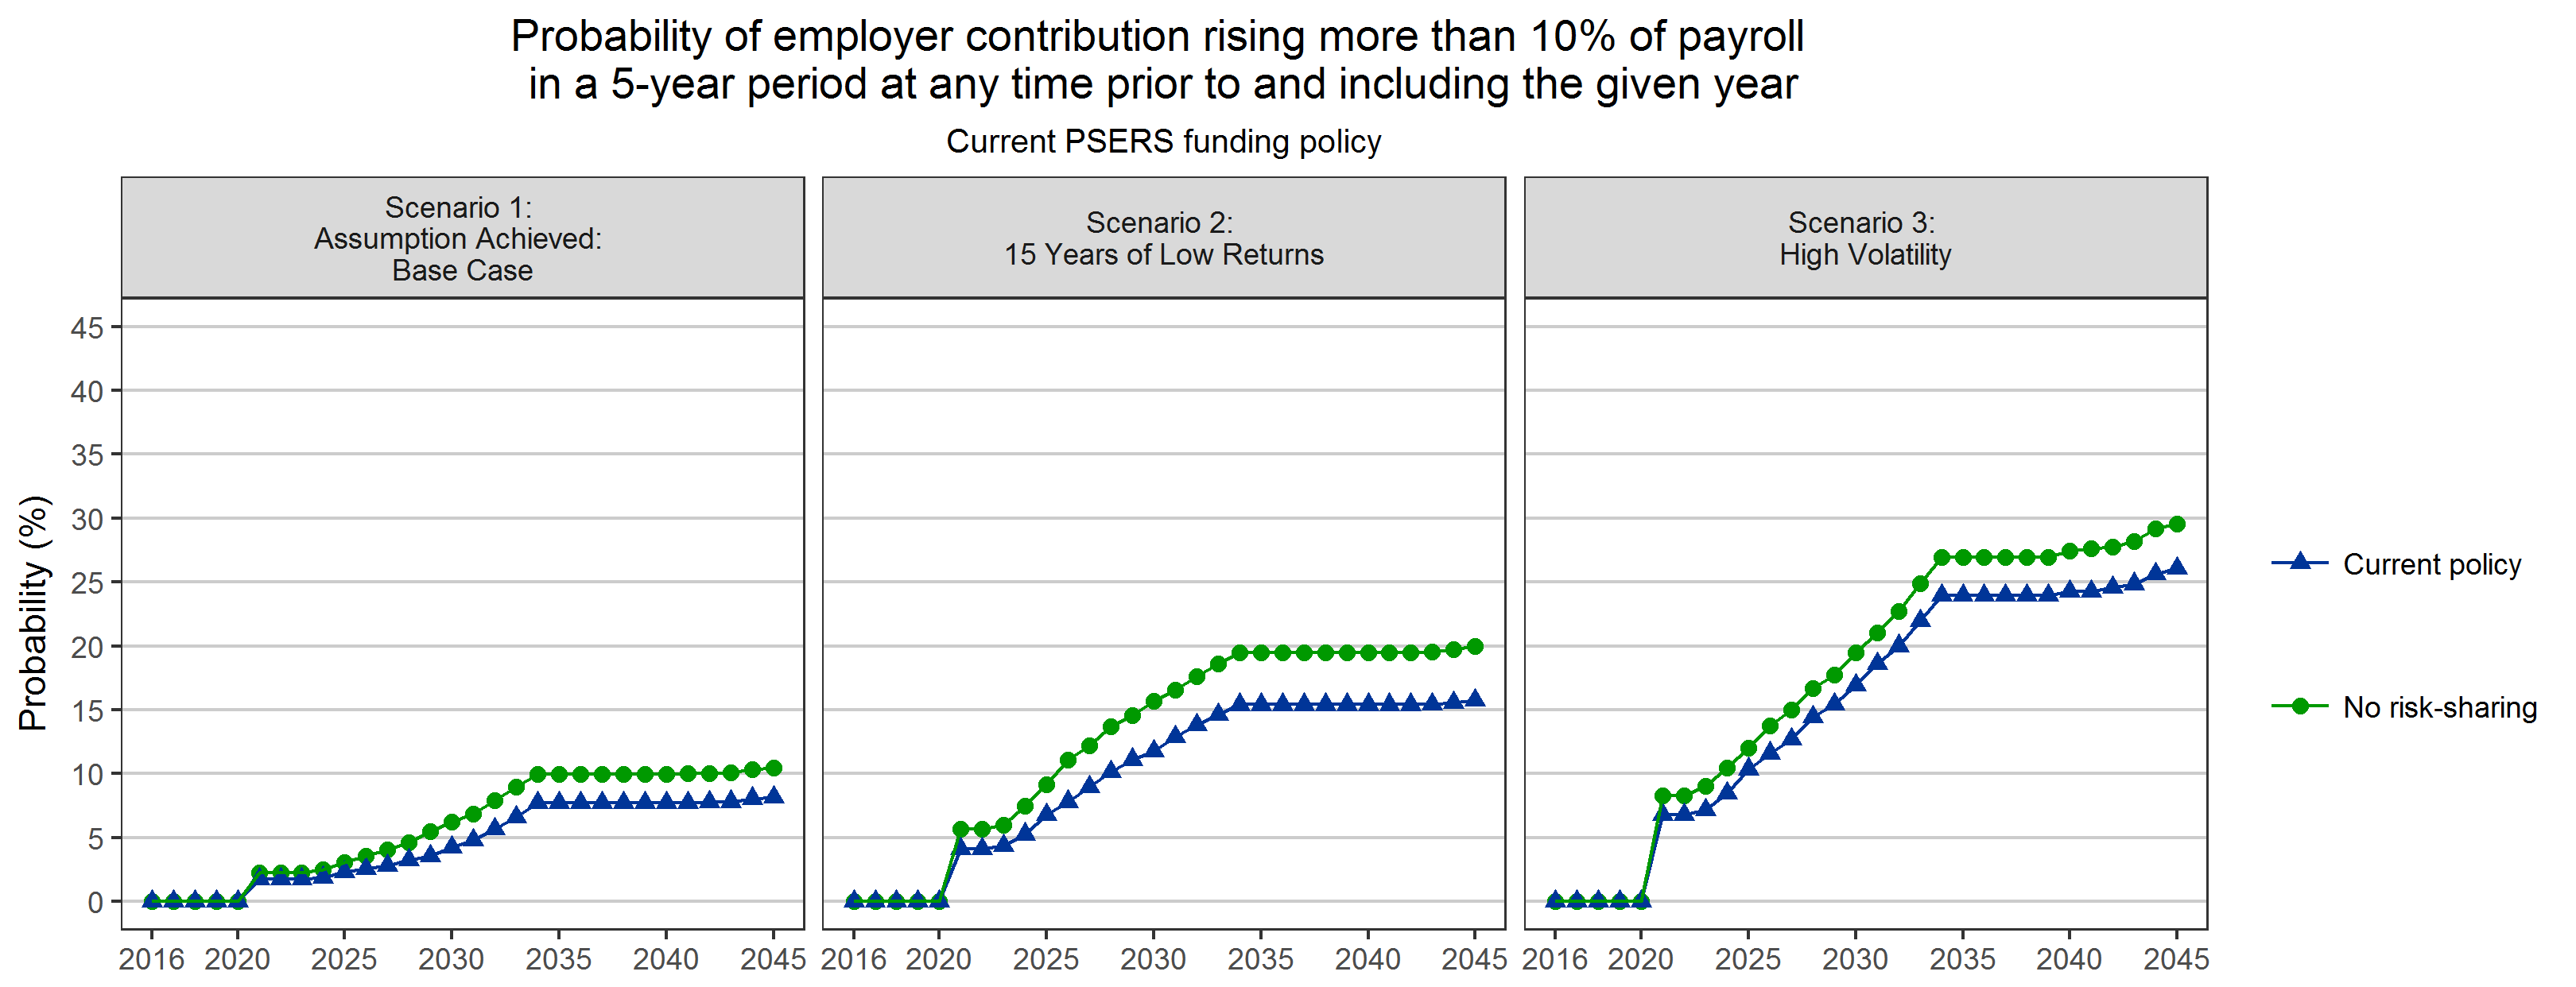 Probability of employer contribution rising more than 10% of payroll
in a 5-year period at any time prior to and including the given year
Current PSERS funding policy
Scenario 1:
Assumption Achieved:
Base Case
Scenario 2:
15 Years of Low Returns
Scenario 3:
High Volatility
Probability (%)
45
40
35
30
25
20
15
10
5
0
2016 2020 2025 2030 2035 2040 2045
2016 2020 2025 2030 2035 2040 2045
2016 2020 2025 2030 2035 2040 2045
Current policy
No risk-sharing